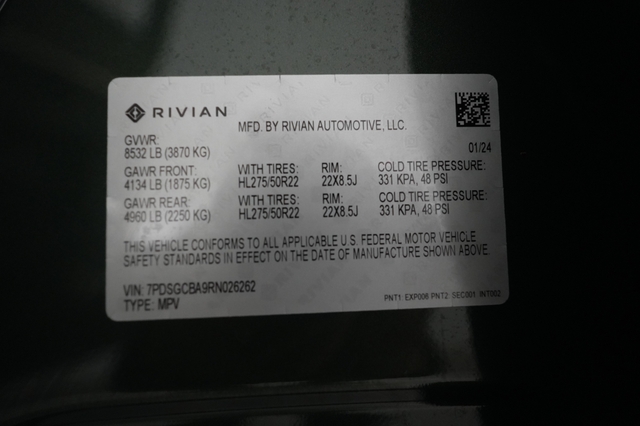 RIVIAN
MFD. BY RIVIAN AUTOMOTIVE, LLC.
GVWR:
8532 LB (3870 KG)
01/24
GAWR FRONT: WITH TIRES: RIM: COLD TIRE PRESSURE:
4134 LB (1875 KG) HL275/50R22 22X8.5J 331 KPA, 48 PSI
GAWR REAR: WITH TIRES: RIM: COLD TIRE PRESSURE:
4960 LB (2250 KG) HL275/50R22 22X8.5J 331 KPA, 48 PSI
THIS VEHICLE CONFORMS TO ALL APPLICABLE U.S. FEDERAL MOTOR VEHICLE
SAFETY STANDARDS IN EFFECT ON THE DATE OF MANUFACTURE SHOWN ABOVE.
VIN: 7PDSGCBA9RN026262
TYPE: MPV
PNT1: EXP006 PNT2: SEC001: INT002